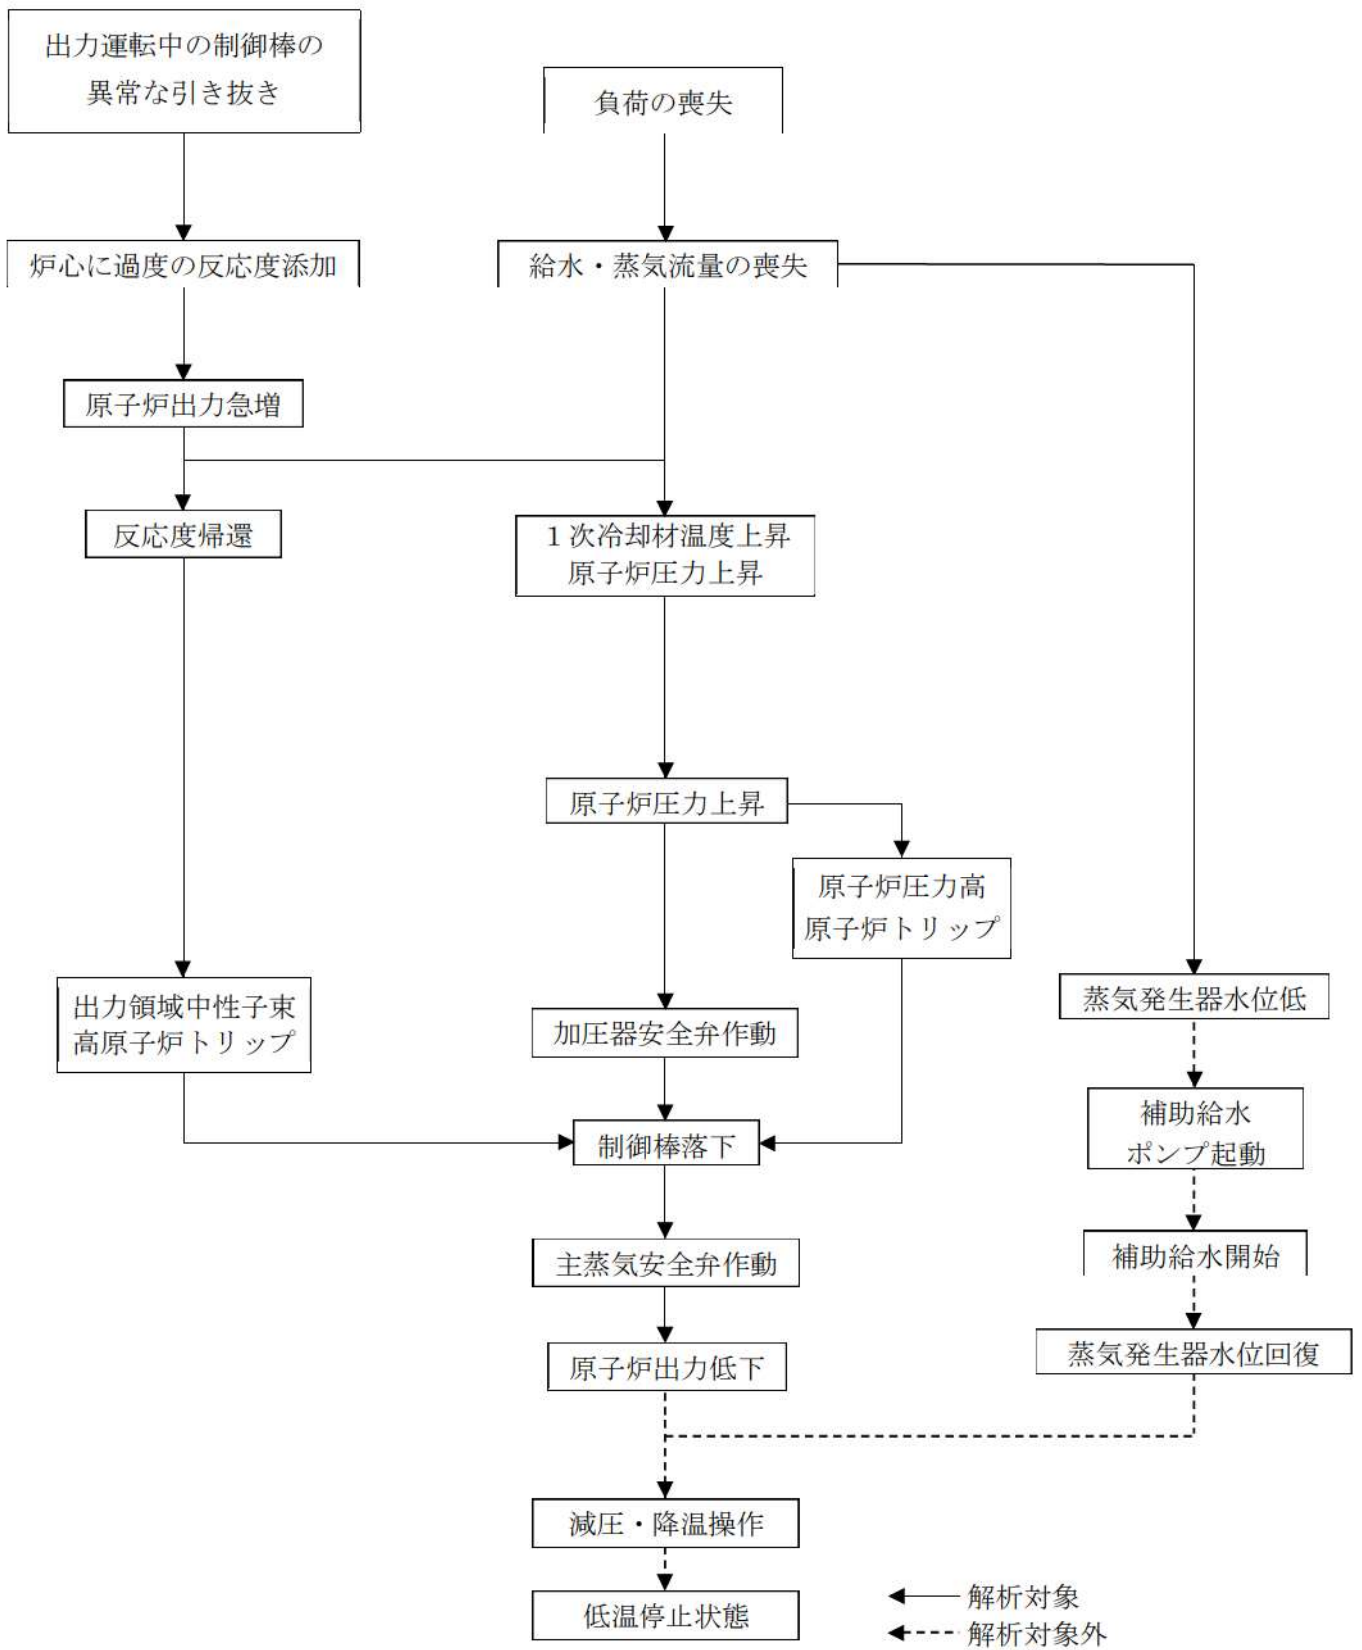 出力運転中の制御棒の
異常な引き抜き
負荷の喪失
炉心に過度の反応度添加
給水・蒸気流量の喪失
原子炉出力急増
反応度帰還
１次冷却材温度上昇
原子炉圧力上昇
原子炉圧力上昇
原子炉圧力高
原子炉トリップ
出力領域中性子束
高原子炉トリップ
加圧器安全弁作動
蒸気発生器水位低
制御棒落下
補助給水
ポンプ起動
主蒸気安全弁作動
補助給水開始
原子炉出力低下
蒸気発生器水位回復
減圧・降温操作
低温停止状態
解析対象
解析対象外